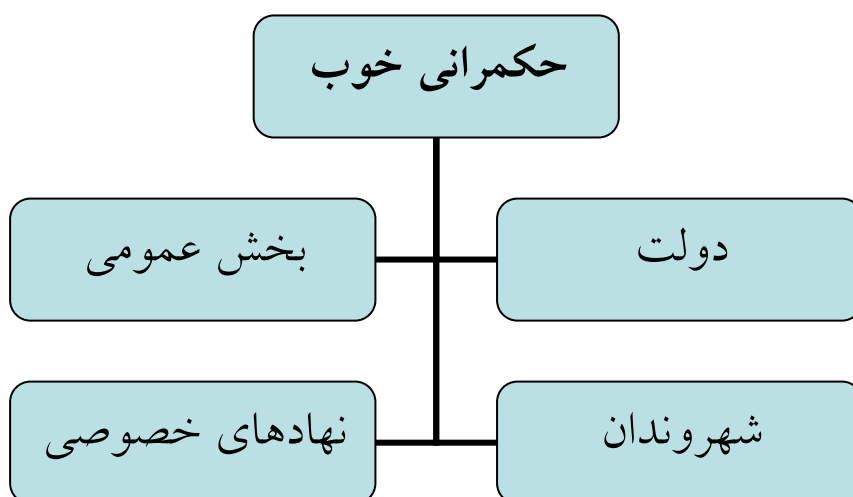 حکمرانی خوب
دولت
بخش عمومی
شهروندان
نهادهای خصوصی